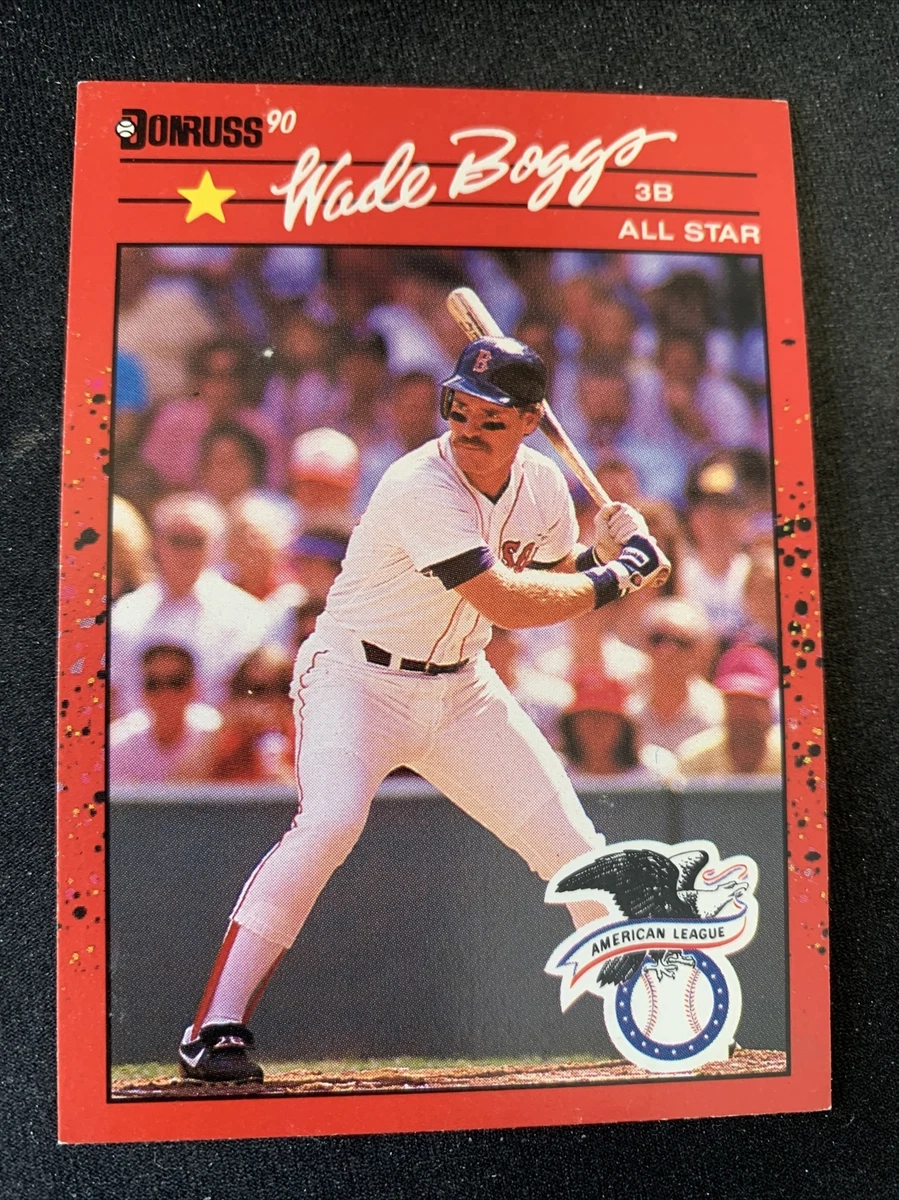 DONRUSS 90
Wade Boggs
3B
ALL STAR
B
AMERICAN LEAGUE